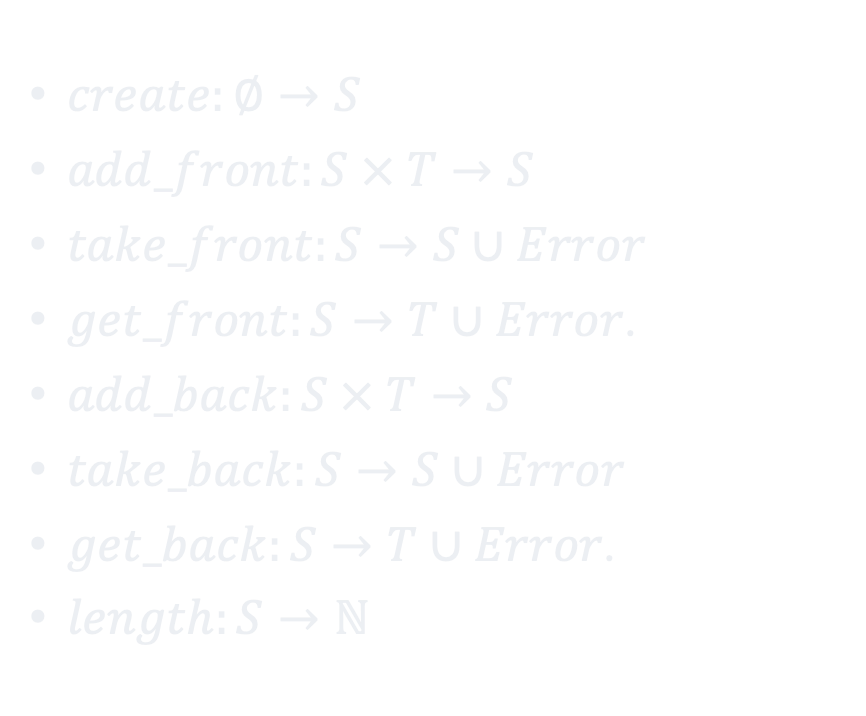 • create: ∅ → S
• add_front: S × T → S
• take_front: S → S ∪ Error
• get_front: S → T ∪ Error.
• add_back: S × T → S
• take_back: S → S ∪ Error
• get_back: S → T ∪ Error.
• length: S → ℕ